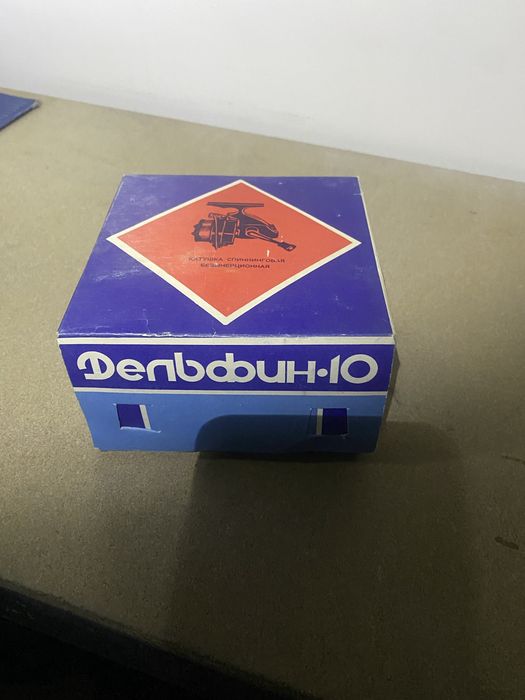 КАТУШКА СПИННИНГОВАЯ
БЕЗЫНЕРЦИОННАЯ
Дельфин·10